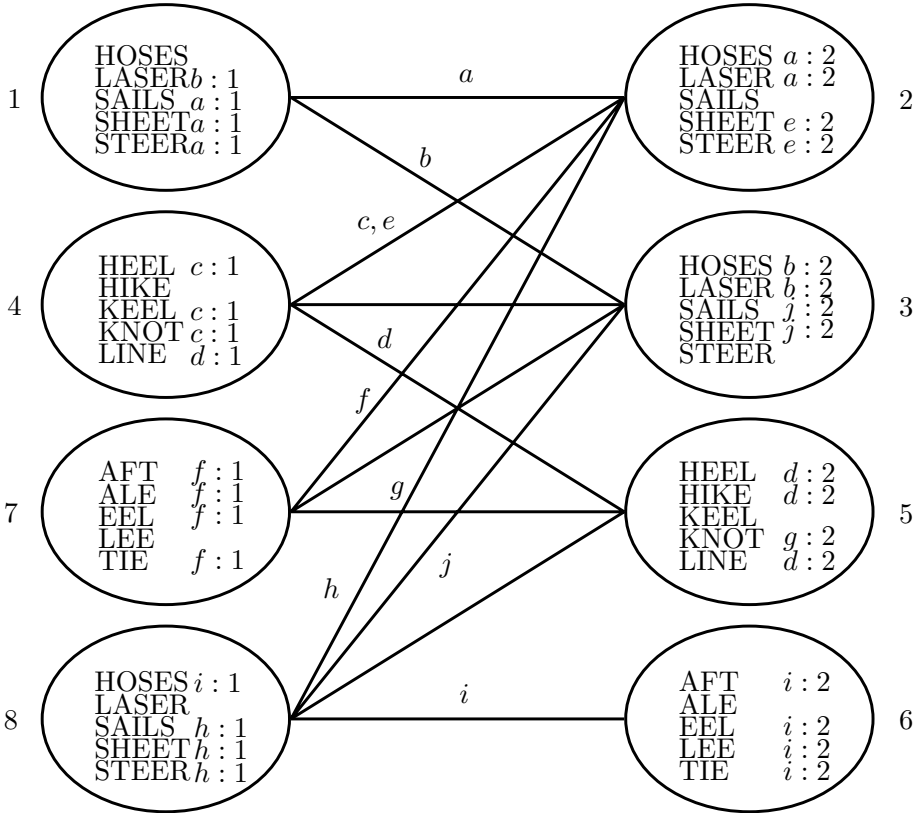 HOSES
LASER b : 1
SAILS a : 1
SHEET a : 1
STEER a : 1
1
a
HOSES a : 2
LASER a : 2
SAILS
SHEET e : 2
STEER e : 2
2
b
c, e
HEEL c : 1
HIKE
KEEL c : 1
KNOT c : 1
LINE d : 1
4
d
HOSES b : 2
LASER b : 2
SAILS j : 2
SHEET j : 2
STEER
3
f
AFT f : 1
ALE f : 1
EEL f : 1
LEE
TIE f : 1
7
g
HEEL d : 2
HIKE d : 2
KEEL
KNOT g : 2
LINE d : 2
5
j
h
HOSES i : 1
LASER
SAILS h : 1
SHEET h : 1
STEER h : 1
8
i
AFT i : 2
ALE
EEL i : 2
LEE i : 2
TIE i : 2
6